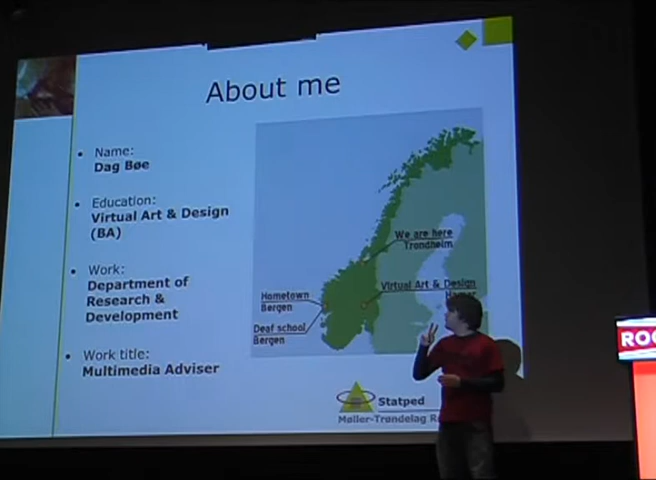 About me
Name:
Dag Bøe
Education:
Virtual Art & Design
(BA)
Work:
Department of
Research &
Development
Work title:
Multimedia Adviser
We are here
Trondheim
Virtual Art & Design
Hometown
Bergen
Deaf school
Bergen
Statped
Møller-Trøndelag